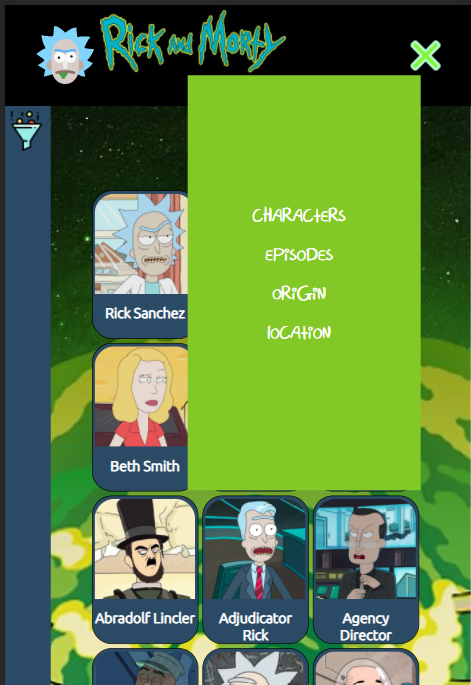 Rick and Morty
CHARACtERS
EPiSODES
ORiGiN
lOCAtiON
Rick Sanchez
Beth Smith
Abradolf Lincler
Adjudicator
Rick
Agency
Director